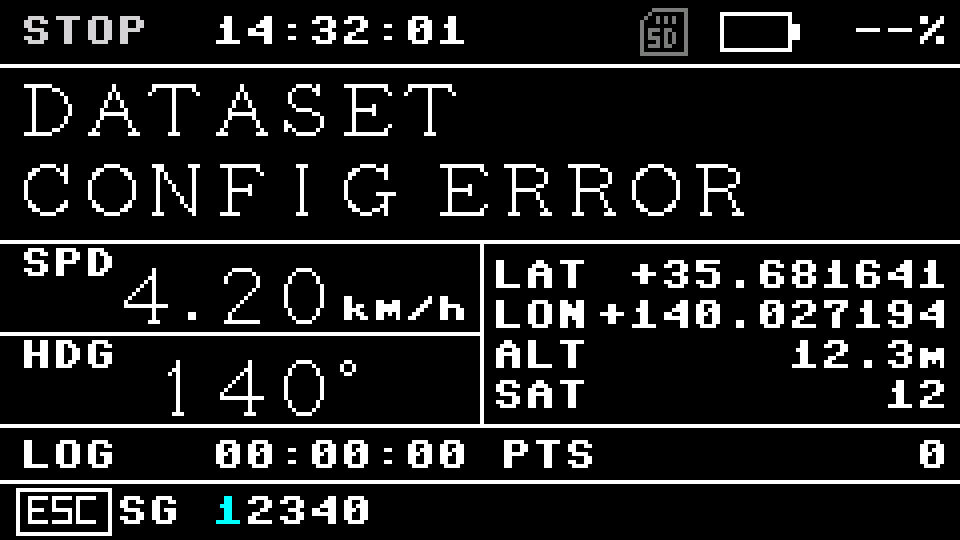 STOP 14:32:01 SD --%
DATASET
CONFIG ERROR
SPD 4.20 km/h
HDG 140°
LAT +35.681641
LON +140.027194
ALT 12.3m
SAT 12
LOG 00:00:00 PTS 0
ESC SG 12340